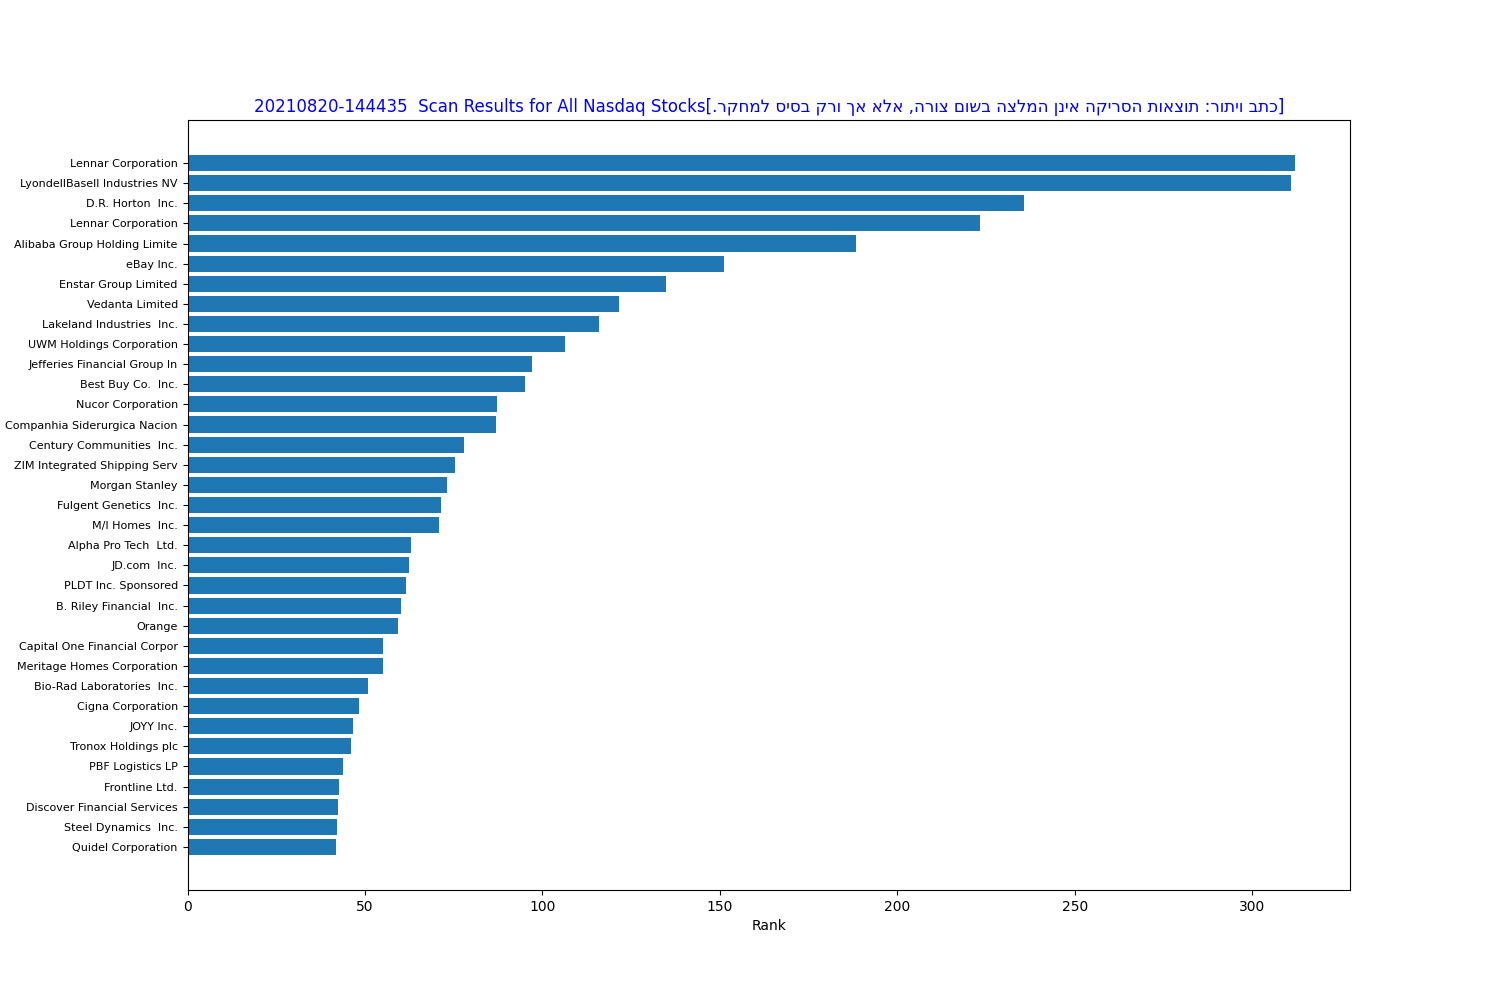 20210820-144435  Scan Results for All Nasdaq Stocks[כתב ויתור: תוצאות הסריקה אינן המלצה בשום צורה, אלא אך ורק בסיס למחקר.]
Lennar Corporation
LyondellBasell Industries NV
D.R. Horton  Inc.
Lennar Corporation
Alibaba Group Holding Limite
eBay Inc.
Enstar Group Limited
Vedanta Limited
Lakeland Industries  Inc.
UWM Holdings Corporation
Jefferies Financial Group In
Best Buy Co.  Inc.
Nucor Corporation
Companhia Siderurgica Nacion
Century Communities  Inc.
ZIM Integrated Shipping Serv
Morgan Stanley
Fulgent Genetics  Inc.
M/I Homes  Inc.
Alpha Pro Tech  Ltd.
JD.com  Inc.
PLDT Inc. Sponsored
B. Riley Financial  Inc.
Orange
Capital One Financial Corpor
Meritage Homes Corporation
Bio-Rad Laboratories  Inc.
Cigna Corporation
JOYY Inc.
Tronox Holdings plc
PBF Logistics LP
Frontline Ltd.
Discover Financial Services
Steel Dynamics  Inc.
Quidel Corporation
0 50 100 150 200 250 300
Rank